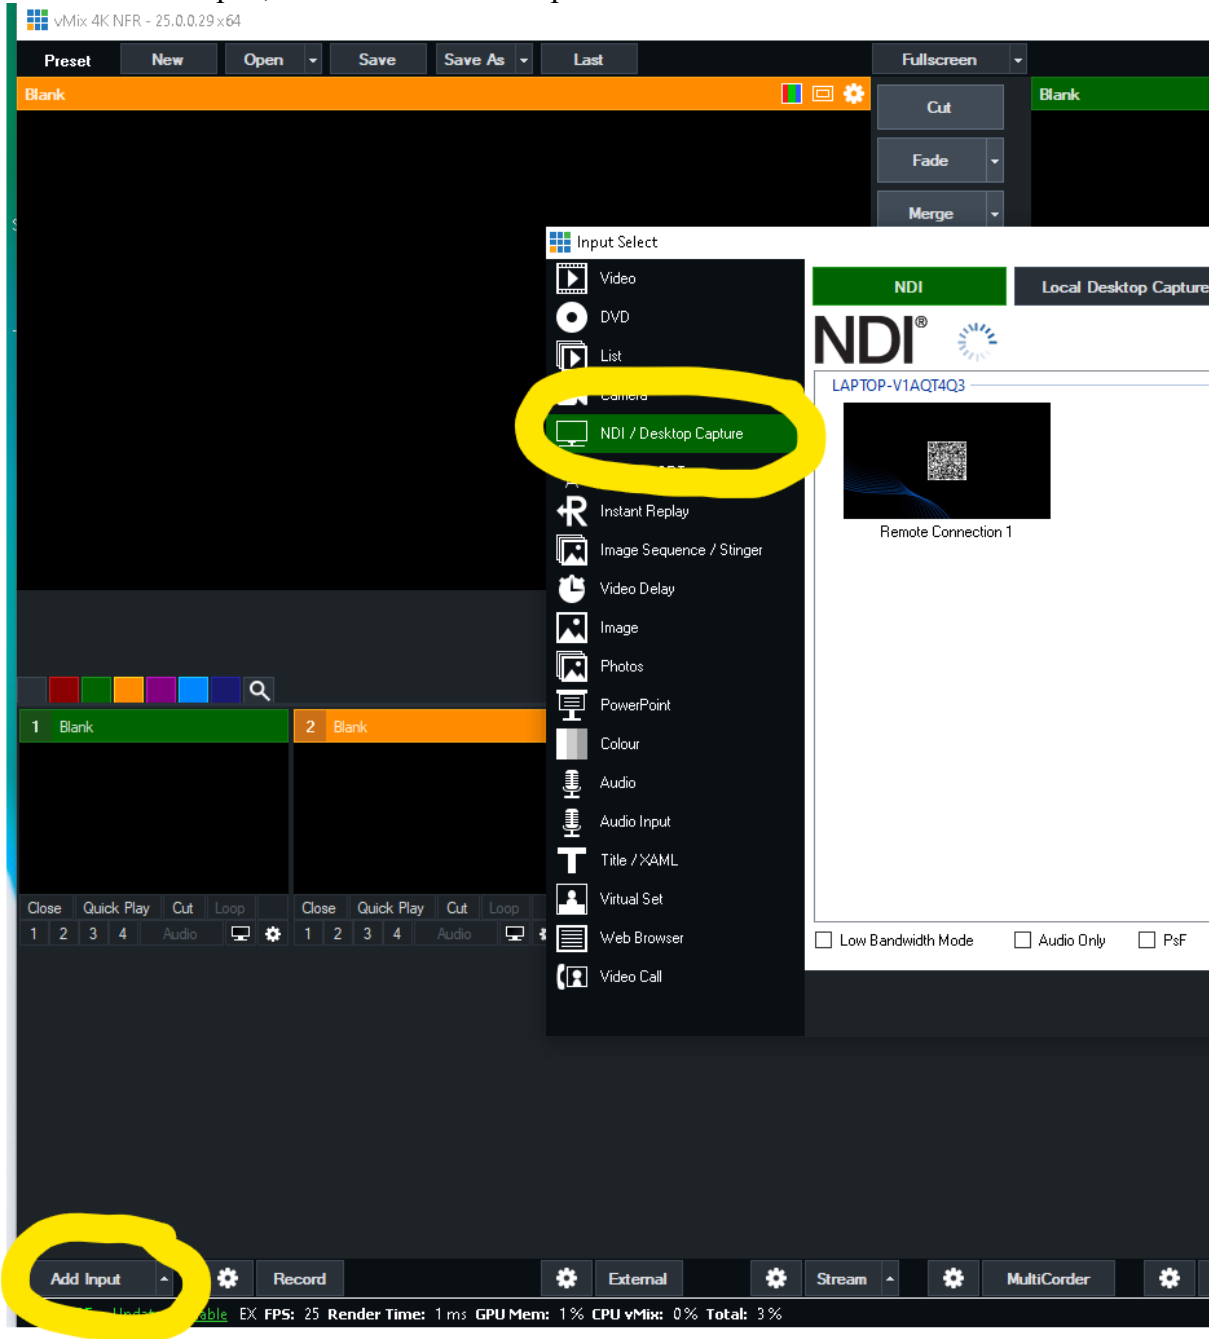 vMix 4K NFR - 25.0.0.29 x64
Preset New Open Save Save As Last Fullscreen
Blank
Cut
Blank
Fade
Merge
Input Select
Video
DVD
List
Camera
NDI / Desktop Capture
Instant Replay
Image Sequence / Stinger
Video Delay
Image
Photos
PowerPoint
Colour
Audio
Audio Input
Title / XAML
Virtual Set
Web Browser
Video Call
NDI Local Desktop Capture
NDI®
LAPTOP-V1AQT4Q3
Remote Connection 1
Low Bandwidth Mode Audio Only PsF
1 Blank
2 Blank
Close Quick Play Cut Loop
1 2 3 4 Audio
Close Quick Play Cut Loop
1 2 3 4 Audio
Add Input Record External Stream MultiCorder
EX FPS: 25 Render Time: 1 ms GPU Mem: 1 % CPU vMix: 0 % Total: 3 %